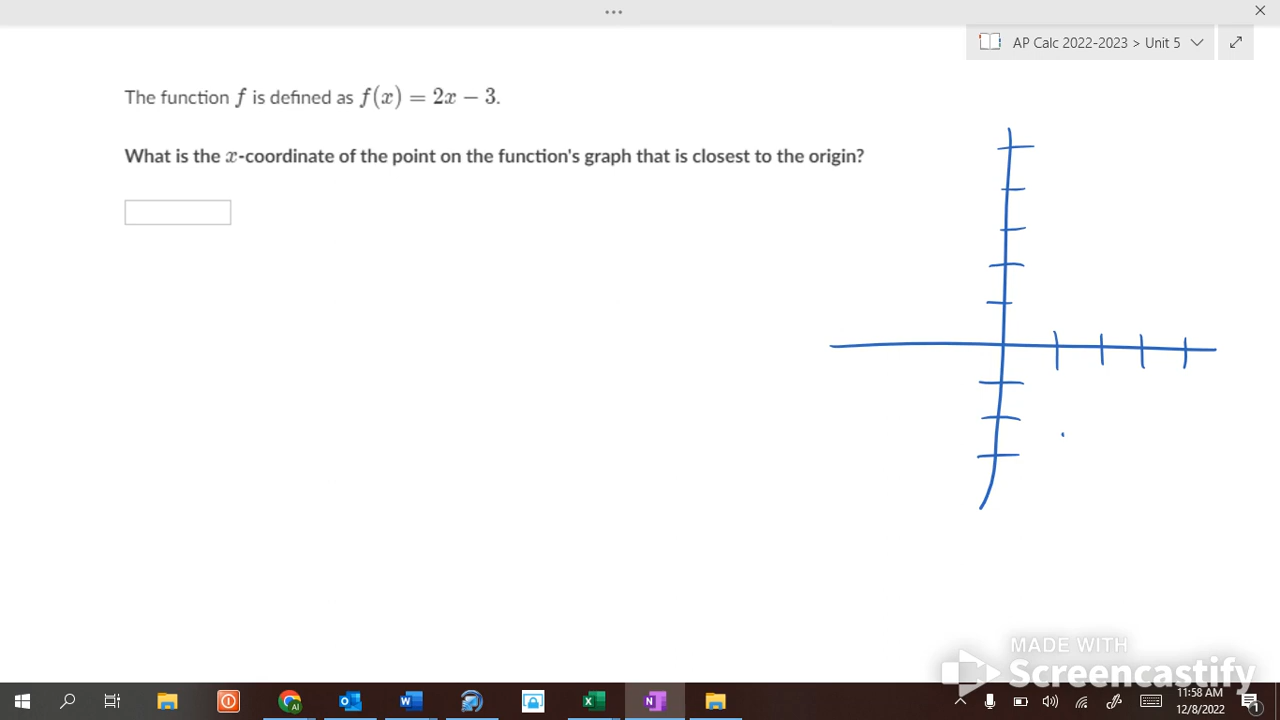 ...
AP Calc 2022-2023 > Unit 5
The function f is defined as f(x) = 2x − 3.
What is the x-coordinate of the point on the function's graph that is closest to the origin?
MADE WITH
Screencastify
11:58 AM
12/8/2022